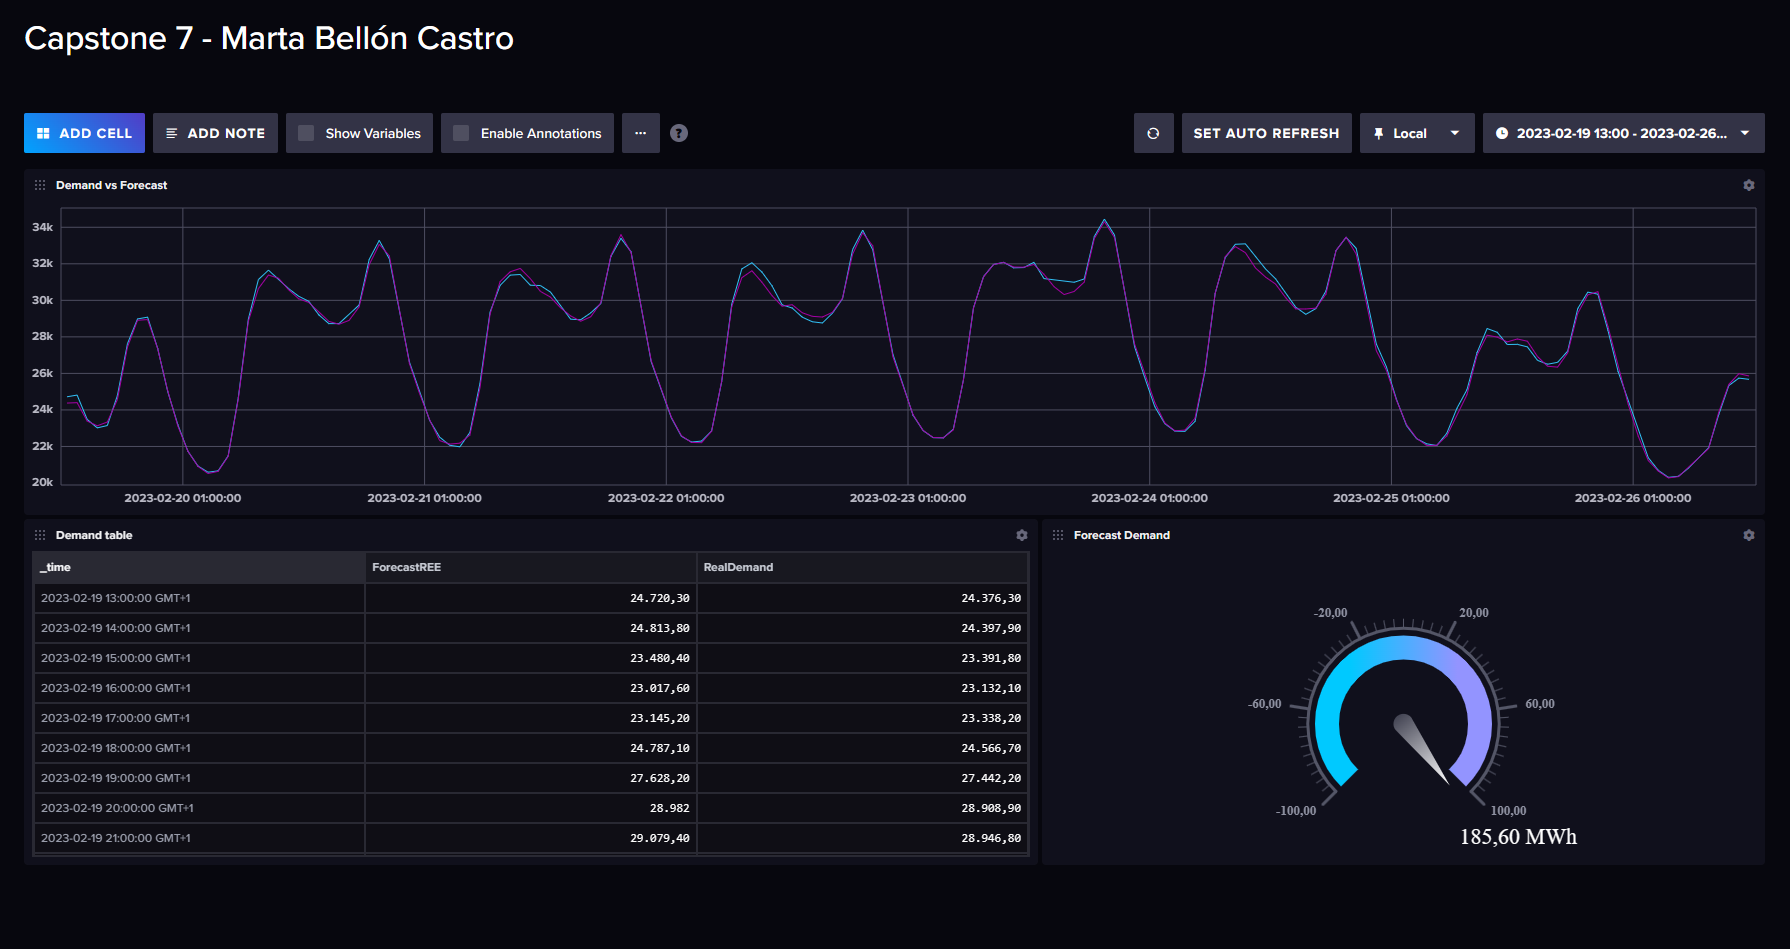 Capstone 7 - Marta Bellón Castro
ADD CELL
ADD NOTE
Show Variables
Enable Annotations
...
?
SET AUTO REFRESH
Local
2023-02-19 13:00 - 2023-02-26...
Demand vs Forecast
34k
32k
30k
28k
26k
24k
22k
20k
2023-02-20 01:00:00
2023-02-21 01:00:00
2023-02-22 01:00:00
2023-02-23 01:00:00
2023-02-24 01:00:00
2023-02-25 01:00:00
2023-02-26 01:00:00
Demand table
_time ForecastREE RealDemand
2023-02-19 13:00:00 GMT+1 24.720,30 24.376,30
2023-02-19 14:00:00 GMT+1 24.813,80 24.397,90
2023-02-19 15:00:00 GMT+1 23.480,40 23.391,80
2023-02-19 16:00:00 GMT+1 23.017,60 23.132,10
2023-02-19 17:00:00 GMT+1 23.145,20 23.338,20
2023-02-19 18:00:00 GMT+1 24.787,10 24.566,70
2023-02-19 19:00:00 GMT+1 27.628,20 27.442,20
2023-02-19 20:00:00 GMT+1 28.982 28.908,90
2023-02-19 21:00:00 GMT+1 29.079,40 28.946,80
Forecast Demand
-20,00
20,00
-60,00
60,00
-100,00
100,00
185,60 MWh